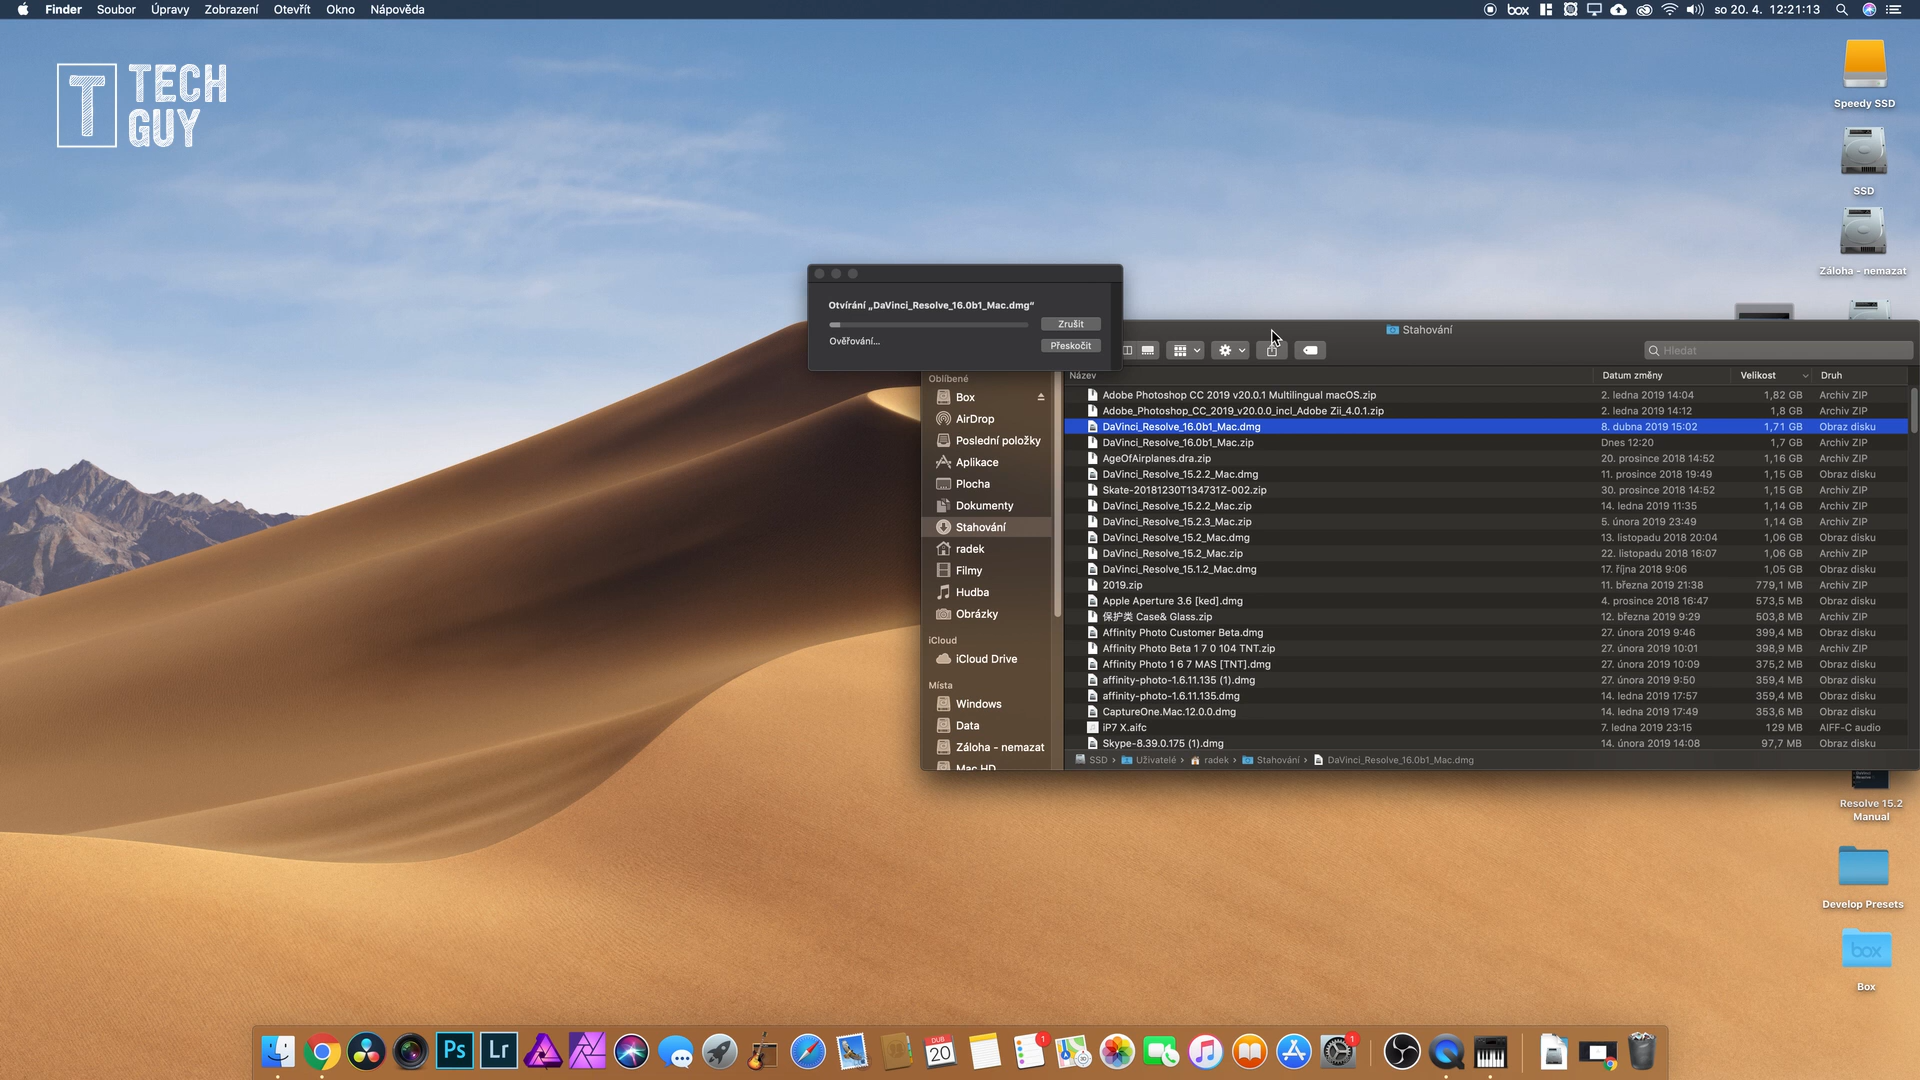 Finder Soubor Úpravy Zobrazení Otevřít Okno Nápověda
box so 20. 4. 12:21:13
T TECH
GUY
Speedy SSD
SSD
Záloha - nemazat
Otvírání „DaVinci_Resolve_16.0b1_Mac.dmg“
Zrušit
Ověřování...
Přeskočit
Stahování
Hledat
Oblíbené
Box
AirDrop
Poslední položky
Aplikace
Plocha
Dokumenty
Stahování
radek
Filmy
Hudba
Obrázky
iCloud
iCloud Drive
Místa
Windows
Data
Záloha - nemazat
Mac HD
Název Datum změny Velikost Druh
Adobe Photoshop CC 2019 v20.0.1 Multilingual macOS.zip 2. ledna 2019 14:04 1,82 GB Archiv ZIP
Adobe_Photoshop_CC_2019_v20.0.0_incl_Adobe Zii_4.0.1.zip 2. ledna 2019 14:12 1,8 GB Archiv ZIP
DaVinci_Resolve_16.0b1_Mac.dmg 8. dubna 2019 15:02 1,71 GB Obraz disku
DaVinci_Resolve_16.0b1_Mac.zip Dnes 12:20 1,7 GB Archiv ZIP
AgeOfAirplanes.dra.zip 20. prosince 2018 14:52 1,16 GB Archiv ZIP
DaVinci_Resolve_15.2.2_Mac.dmg 11. prosince 2018 19:49 1,15 GB Obraz disku
Skate-20181230T134731Z-002.zip 30. prosince 2018 14:52 1,15 GB Archiv ZIP
DaVinci_Resolve_15.2.2_Mac.zip 14. ledna 2019 11:35 1,14 GB Archiv ZIP
DaVinci_Resolve_15.2.3_Mac.zip 5. února 2019 23:49 1,14 GB Archiv ZIP
DaVinci_Resolve_15.2_Mac.dmg 13. listopadu 2018 20:04 1,06 GB Obraz disku
DaVinci_Resolve_15.2_Mac.zip 22. listopadu 2018 16:07 1,06 GB Archiv ZIP
DaVinci_Resolve_15.1.2_Mac.dmg 17. října 2018 9:06 1,05 GB Obraz disku
2019.zip 11. března 2019 21:38 779,1 MB Archiv ZIP
Apple Aperture 3.6 [ked].dmg 4. prosince 2018 16:47 573,5 MB Obraz disku
保护类 Case& Glass.zip 12. března 2019 9:29 503,8 MB Archiv ZIP
Affinity Photo Customer Beta.dmg 27. února 2019 9:46 399,4 MB Obraz disku
Affinity Photo Beta 1 7 0 104 TNT.zip 27. února 2019 10:01 398,9 MB Archiv ZIP
Affinity Photo 1 6 7 MAS [TNT].dmg 27. února 2019 10:09 375,2 MB Obraz disku
affinity-photo-1.6.11.135 (1).dmg 27. února 2019 9:50 359,4 MB Obraz disku
affinity-photo-1.6.11.135.dmg 14. ledna 2019 17:57 359,4 MB Obraz disku
CaptureOne.Mac.12.0.0.dmg 14. ledna 2019 17:49 353,6 MB Obraz disku
iP7 X.aifc 7. ledna 2019 23:15 129 MB AIFF-C audio
Skype-8.39.0.175 (1).dmg 14. února 2019 14:08 97,7 MB Obraz disku
SSD › Uživatelé › radek › Stahování › DaVinci_Resolve_16.0b1_Mac.dmg
Resolve 15.2
Manual
Develop Presets
box
Box
Ps
Lr
DUB
20
1
1